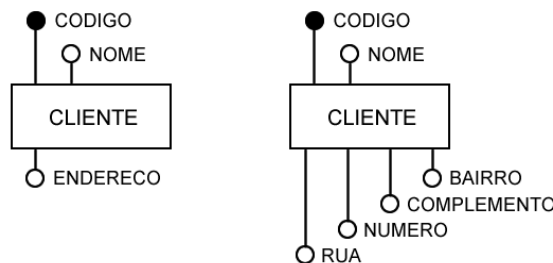 CODIGO
NOME
CLIENTE
ENDERECO
CODIGO
NOME
CLIENTE
BAIRRO
COMPLEMENTO
NUMERO
RUA